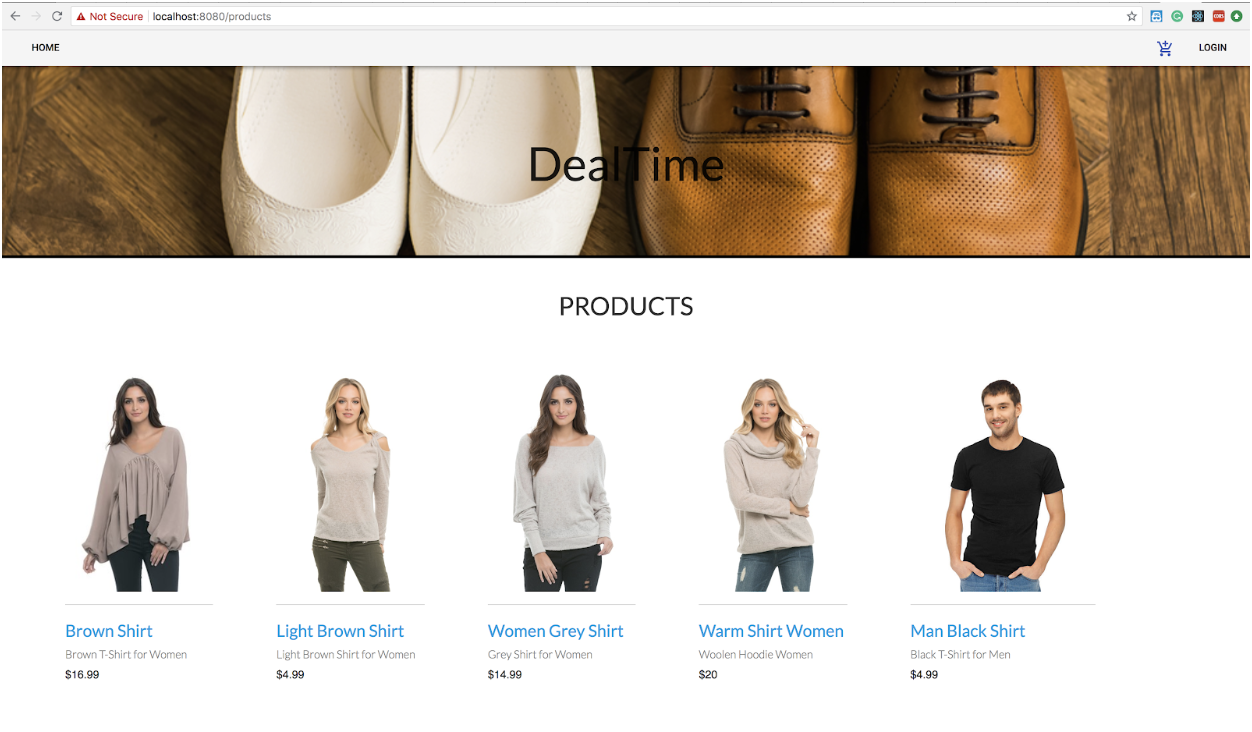 Not Secure localhost:8080/products
HOME LOGIN
DealTime
PRODUCTS
Brown Shirt
Brown T-Shirt for Women
$16.99
Light Brown Shirt
Light Brown Shirt for Women
$4.99
Women Grey Shirt
Grey Shirt for Women
$14.99
Warm Shirt Women
Woolen Hoodie Women
$20
Man Black Shirt
Black T-Shirt for Men
$4.99